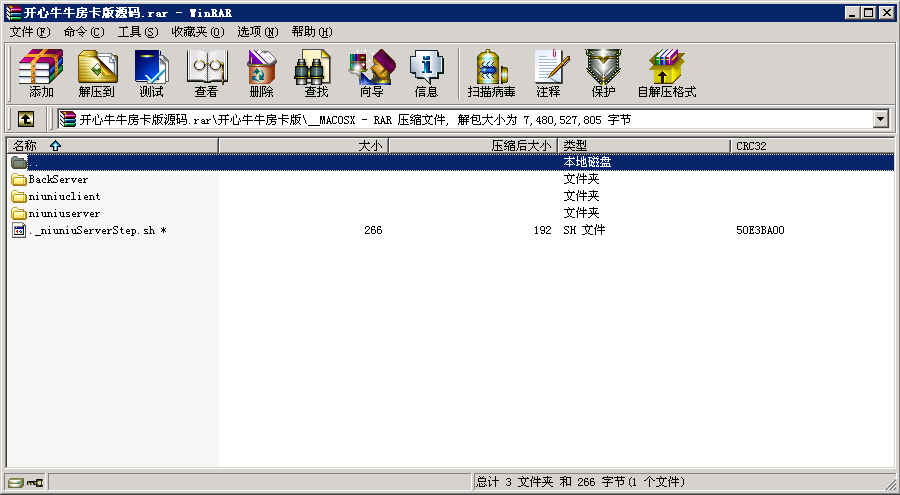 开心牛牛房卡版源码.rar - WinRAR
文件(F) 命令(C) 工具(S) 收藏夹(O) 选项(N) 帮助(H)
添加 解压到 测试 查看 删除 查找 向导 信息 扫描病毒 注释 保护 自解压格式
开心牛牛房卡版源码.rar\开心牛牛房卡版\__MACOSX - RAR 压缩文件, 解包大小为 7,480,527,805 字节
名称 大小 压缩后大小 类型 CRC32
.. 本地磁盘
BackServer 文件夹
niuniuclient 文件夹
niuniuserver 文件夹
._niuniuServerStep.sh * 266 192 SH 文件 50E3BA00
总计 3 文件夹 和 266 字节(1 个文件)